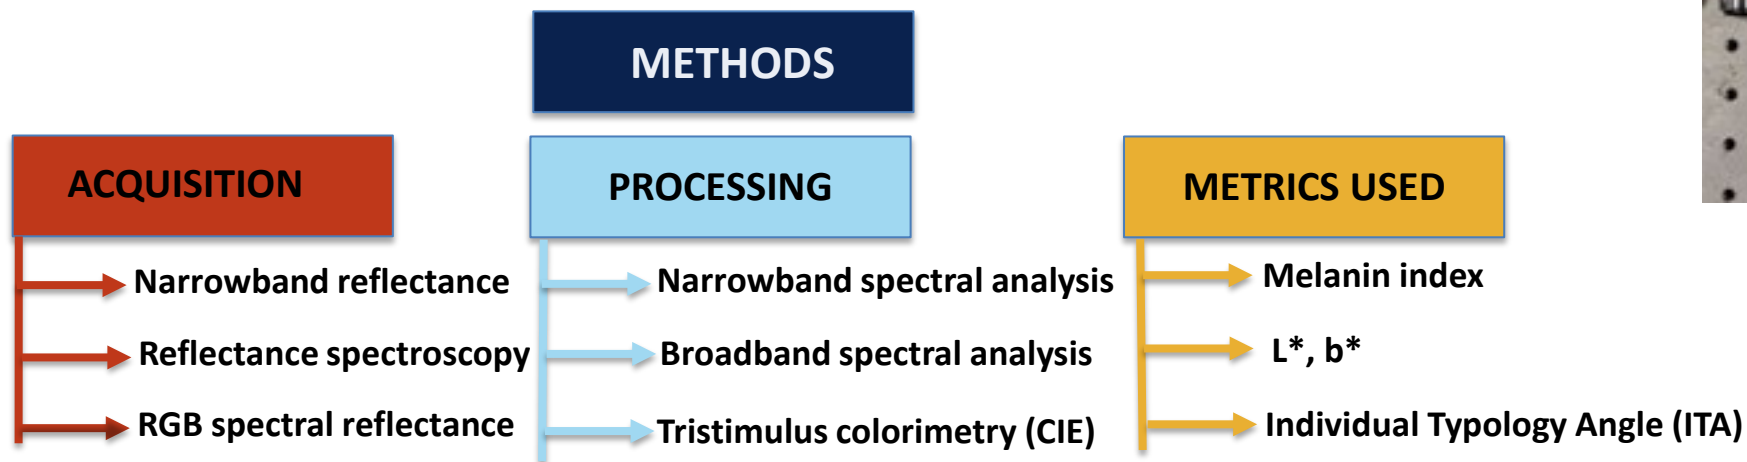 METHODS
ACQUISITION
Narrowband reflectance
Reflectance spectroscopy
RGB spectral reflectance
PROCESSING
Narrowband spectral analysis
Broadband spectral analysis
Tristimulus colorimetry (CIE)
METRICS USED
Melanin index
L*, b*
Individual Typology Angle (ITA)